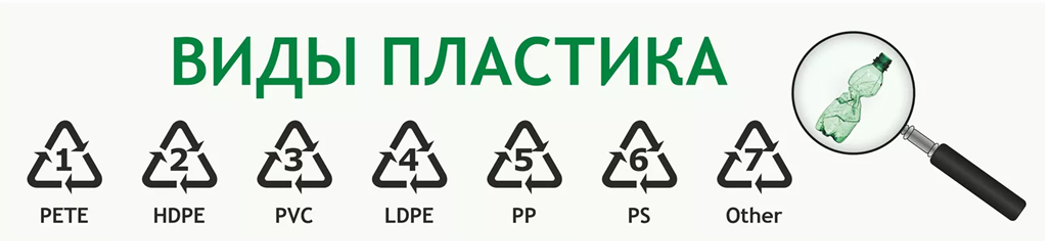 ВИДЫ ПЛАСТИКА
1 2 3 4 5 6 7
PETE HDPE PVC LDPE PP PS Other